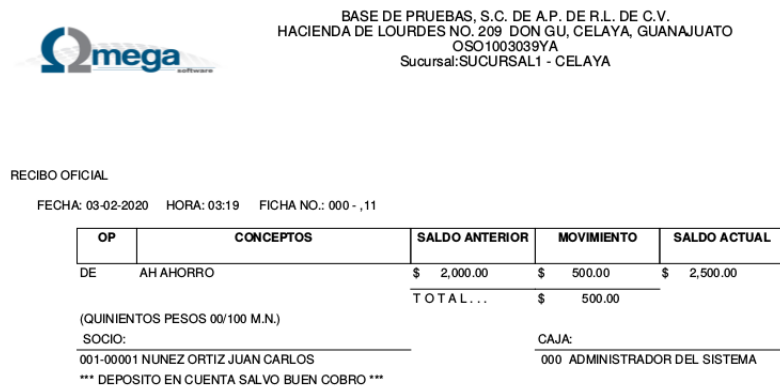 Omega
software
BASE DE PRUEBAS, S.C. DE A.P. DE R.L. DE C.V.
HACIENDA DE LOURDES NO. 209 DON GU, CELAYA, GUANAJUATO
OSO1003039YA
Sucursal:SUCURSAL1 - CELAYA
RECIBO OFICIAL
FECHA: 03-02-2020 HORA: 03:19 FICHA NO.: 000 - ,11
OP CONCEPTOS SALDO ANTERIOR MOVIMIENTO SALDO ACTUAL
DE AH AHORRO $ 2,000.00 $ 500.00 $ 2,500.00
T O T A L . . . $ 500.00
(QUINIENTOS PESOS 00/100 M.N.)
SOCIO: CAJA:
001-00001 NUNEZ ORTIZ JUAN CARLOS 000 ADMINISTRADOR DEL SISTEMA
*** DEPOSITO EN CUENTA SALVO BUEN COBRO ***